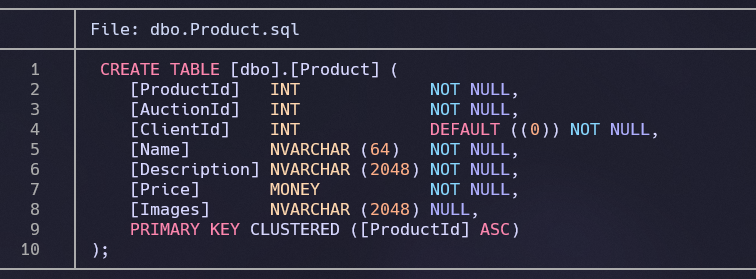 File: dbo.Product.sql
1 CREATE TABLE [dbo].[Product] (
2 [ProductId] INT NOT NULL,
3 [AuctionId] INT NOT NULL,
4 [ClientId] INT DEFAULT ((0)) NOT NULL,
5 [Name] NVARCHAR (64) NOT NULL,
6 [Description] NVARCHAR (2048) NOT NULL,
7 [Price] MONEY NOT NULL,
8 [Images] NVARCHAR (2048) NULL,
9 PRIMARY KEY CLUSTERED ([ProductId] ASC)
10 );